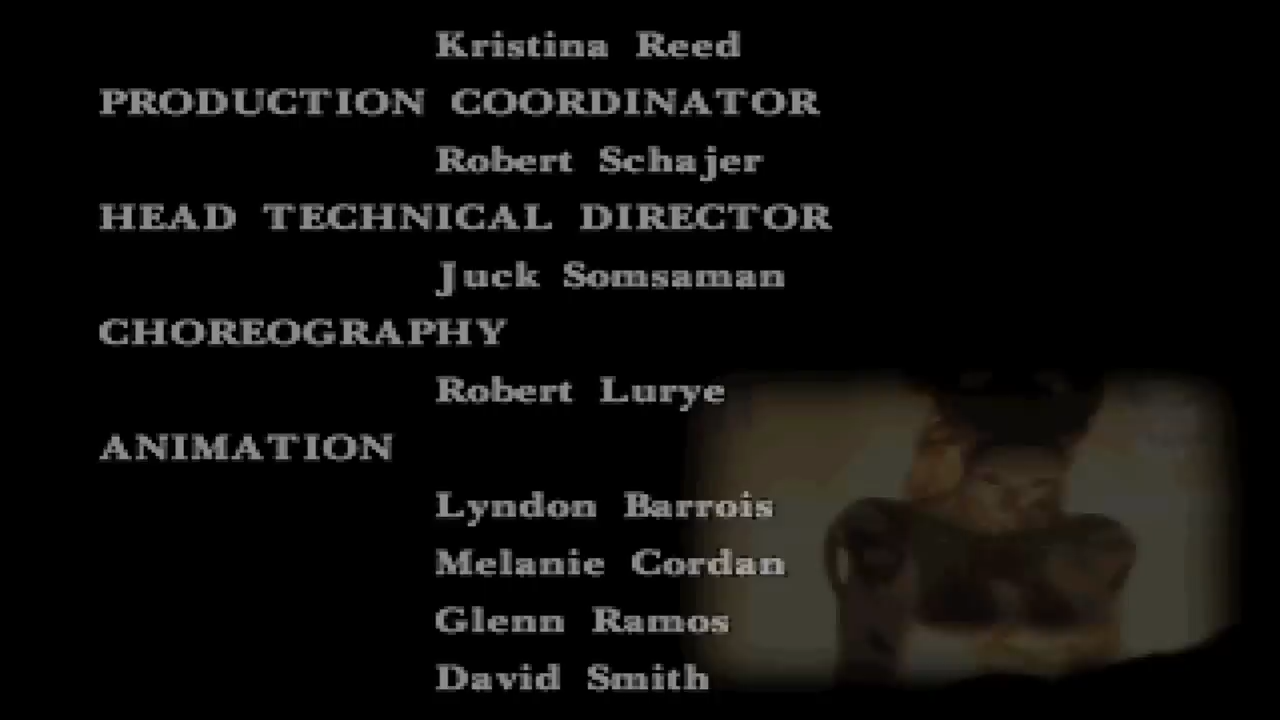 Kristina Reed
PRODUCTION COORDINATOR
Robert Schajer
HEAD TECHNICAL DIRECTOR
Juck Somsaman
CHOREOGRAPHY
Robert Lurye
ANIMATION
Lyndon Barrois
Melanie Cordan
Glenn Ramos
David Smith